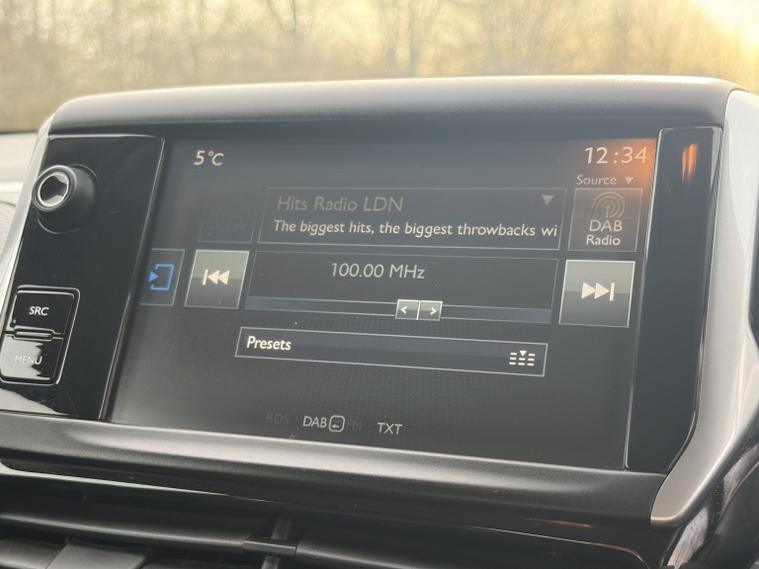 5°C
12:34
Source
Hits Radio LDN
The biggest hits, the biggest throwbacks wi
DAB
Radio
100.00 MHz
SRC
Presets
MENU
RDS DAB FM TXT